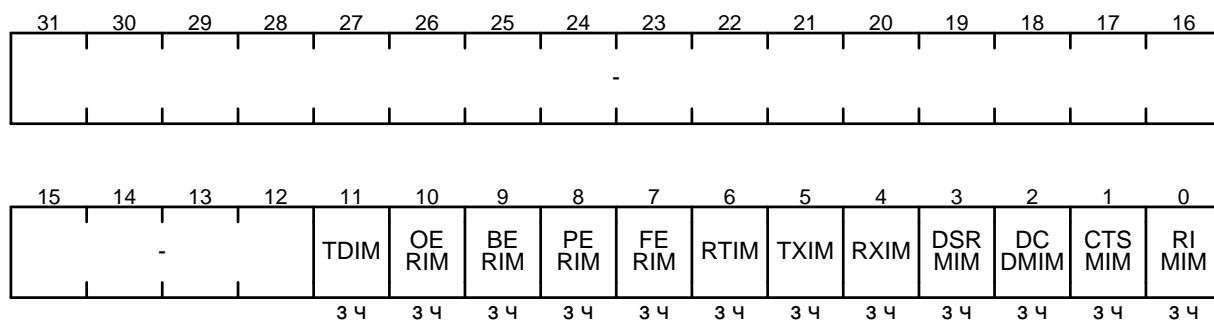 31 30 29 28 27 26 25 24 23 22 21 20 19 18 17 16
-
15 14 13 12 11 10 9 8 7 6 5 4 3 2 1 0
- TDIM OE RIM BE RIM PE RIM FE RIM RTIM TXIM RXIM DSR MIM DC DMIM CTS MIM RI MIM
З Ч З Ч З Ч З Ч З Ч З Ч З Ч З Ч З Ч З Ч З Ч З Ч